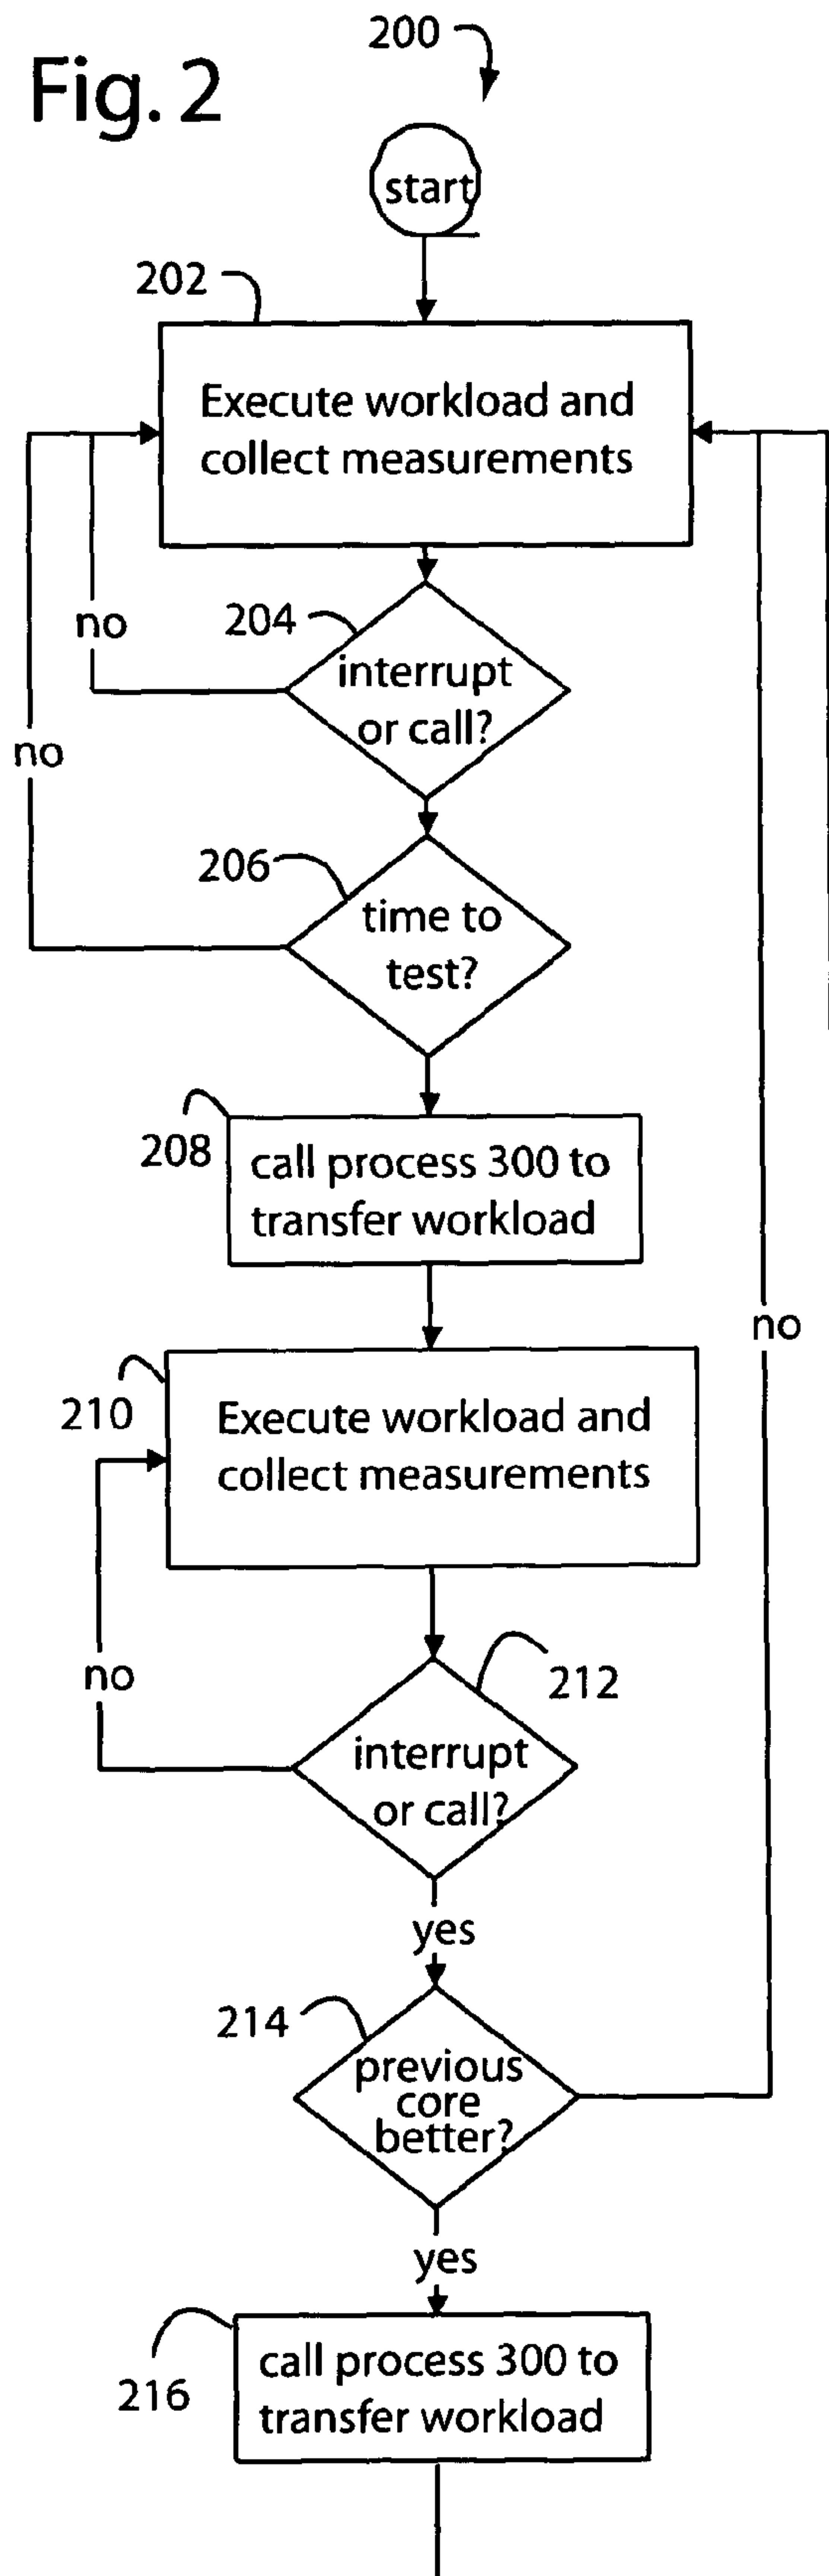 200
Fig. 2
start
202
Execute workload and
collect measurements
no
204
interrupt
or call?
no
206
time to
test?
208
call process 300 to
transfer workload
no
210
Execute workload and
collect measurements
no
212
interrupt
or call?
yes
214
previous
core
better?
yes
216
call process 300 to
transfer workload